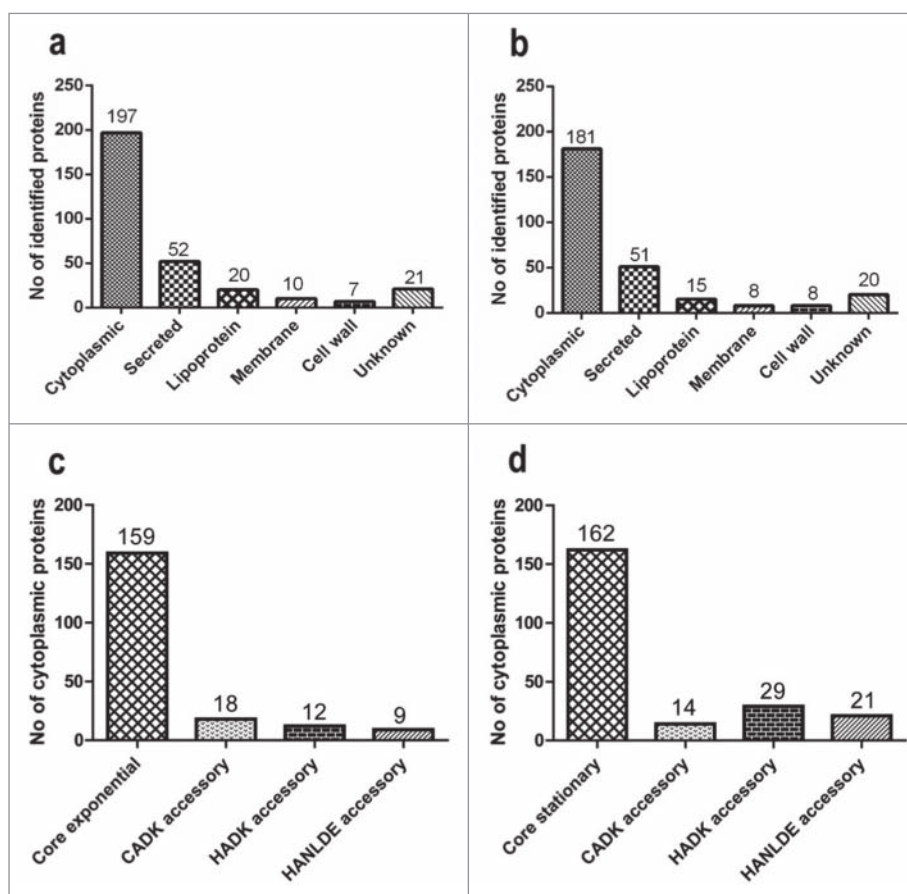 a
No of identified proteins
250
200
150
100
50
0
197
52
20
10
7
21
Cytoplasmic
Secreted
Lipoprotein
Membrane
Cell wall
Unknown
b
No of identified proteins
250
200
150
100
50
0
181
51
15
8
8
20
Cytoplasmic
Secreted
Lipoprotein
Membrane
Cell wall
Unknown
c
No of cytoplasmic proteins
200
150
100
50
0
159
18
12
9
Core exponential
CADK accessory
HADK accessory
HANLDE accessory
d
No of cytoplasmic proteins
200
150
100
50
0
162
14
29
21
Core stationary
CADK accessory
HADK accessory
HANLDE accessory